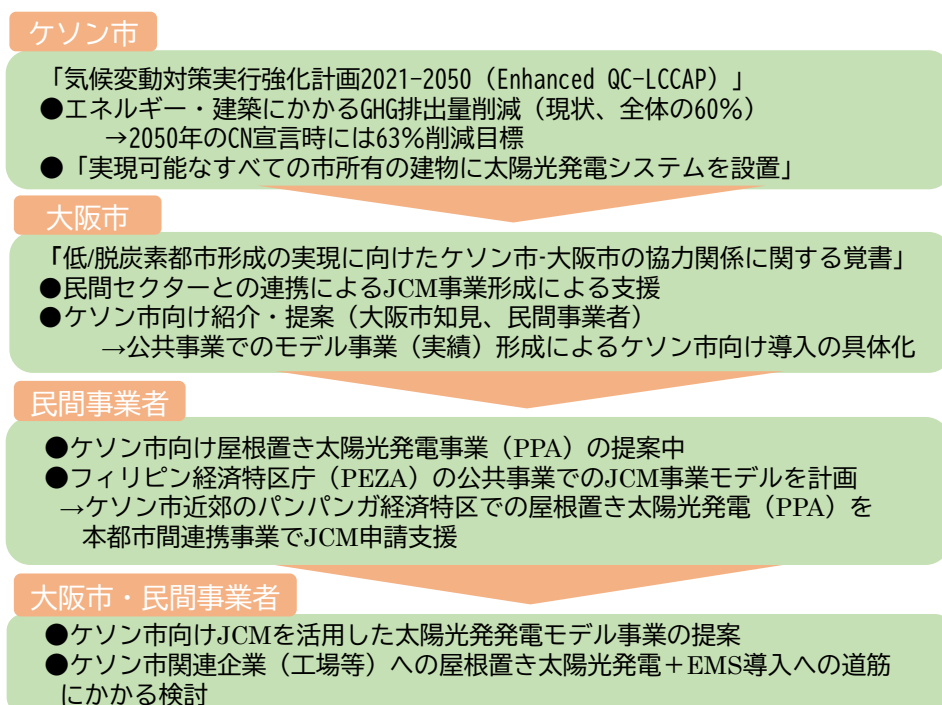 ケソン市
「気候変動対策実行強化計画2021-2050（Enhanced QC-LCCAP）」
●エネルギー・建築にかかるGHG排出量削減（現状、全体の60%）
→2050年のCN宣言時には63%削減目標
●「実現可能なすべての市所有の建物に太陽光発電システムを設置」
大阪市
「低/脱炭素都市形成の実現に向けたケソン市-大阪市の協力関係に関する覚書」
●民間セクターとの連携によるJCM事業形成による支援
●ケソン市向け紹介・提案（大阪市知見、民間事業者）
→公共事業でのモデル事業（実績）形成によるケソン市向け導入の具体化
民間事業者
●ケソン市向け屋根置き太陽光発電事業（PPA）の提案中
●フィリピン経済特区庁（PEZA）の公共事業でのJCM事業モデルを計画
→ケソン市近郊のパンパンガ経済特区での屋根置き太陽光発電（PPA）を
本都市間連携事業でJCM申請支援
大阪市・民間事業者
●ケソン市向けJCMを活用した太陽光発発電モデル事業の提案
●ケソン市関連企業（工場等）への屋根置き太陽光発電＋EMS導入への道筋
にかかる検討